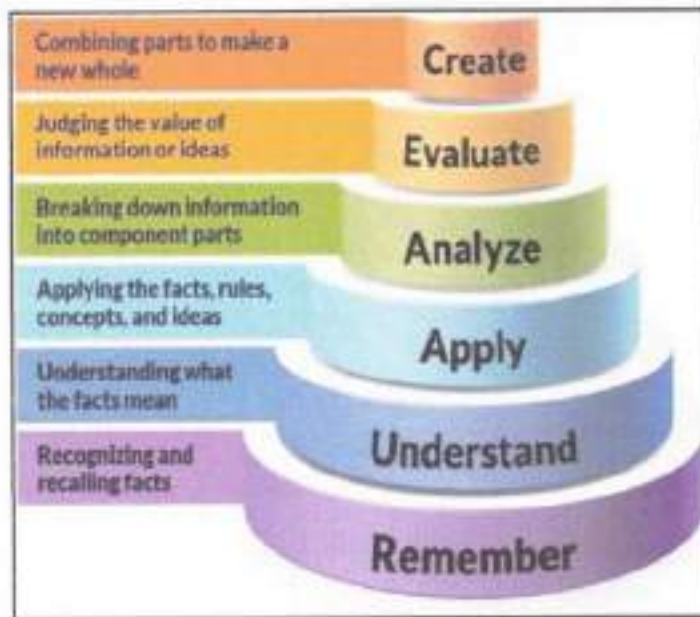 Combining parts to make a
new whole
Create
Judging the value of
information or ideas
Evaluate
Breaking down information
into component parts
Analyze
Applying the facts, rules,
concepts, and ideas
Apply
Understanding what
the facts mean
Understand
Recognizing and
recalling facts
Remember